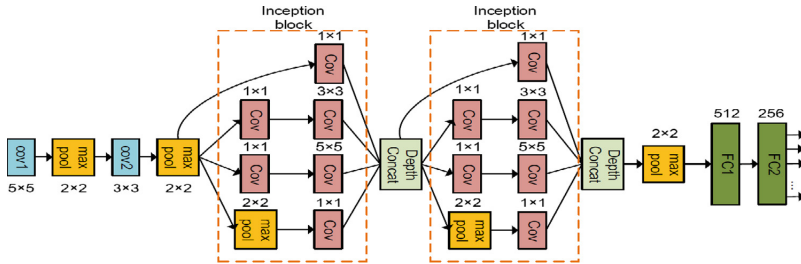 Inception
block
Inception
block
1×1
Cov
1×1
Cov
1×1
Cov
3×3
Cov
1×1
Cov
3×3
Cov
512
256
cov1
5×5
max
pool
2×2
cov2
3×3
max
pool
2×2
1×1
Cov
5×5
Cov
Depth
Concat
1×1
Cov
5×5
Cov
Depth
Concat
2×2
max
pool
FC1
FC2
...
2×2
max
pool
1×1
Cov
2×2
max
pool
1×1
Cov